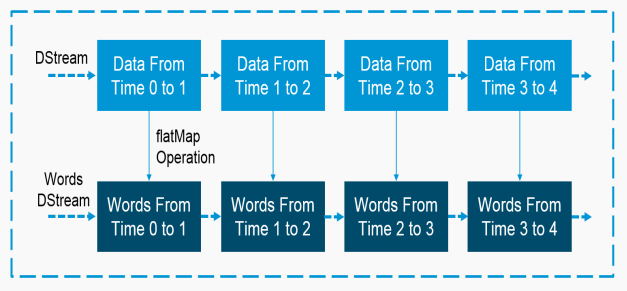 DStream
Data From
Time 0 to 1
Data From
Time 1 to 2
Data From
Time 2 to 3
Data From
Time 3 to 4
flatMap
Operation
Words
DStream
Words From
Time 0 to 1
Words From
Time 1 to 2
Words From
Time 2 to 3
Words From
Time 3 to 4